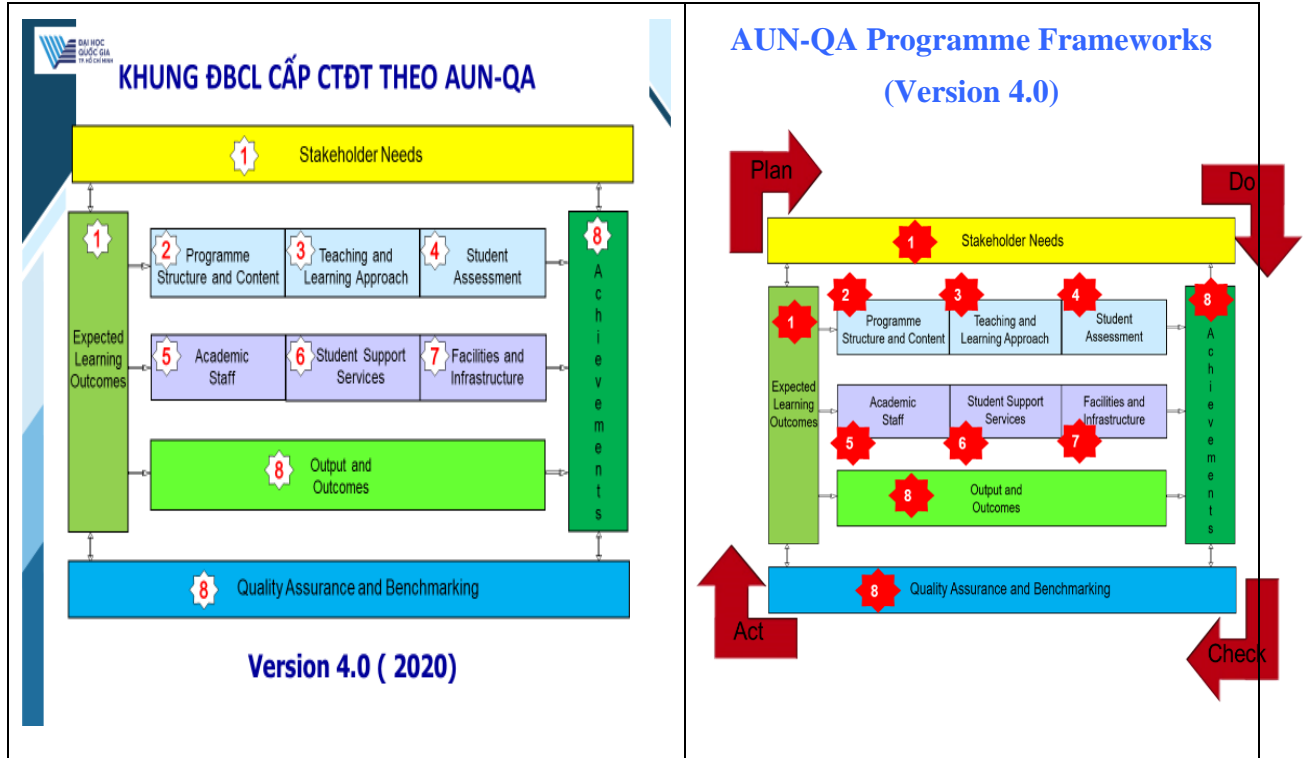 ĐẠI HỌC
QUỐC GIA
TP. HỒ CHÍ MINH
KHUNG ĐBCL CẤP CTĐT THEO AUN-QA
1 Stakeholder Needs
1
Expected
Learning
Outcomes
2 Programme
Structure and Content
3 Teaching and
Learning Approach
4 Student
Assessment
5 Academic
Staff
6 Student Support
Services
7 Facilities and
Infrastructure
8 Output and
Outcomes
8
A
c
h
i
e
v
e
m
e
n
t
s
8 Quality Assurance and Benchmarking
Version 4.0 ( 2020)
AUN-QA Programme Frameworks
(Version 4.0)
Plan
Do
1 Stakeholder Needs
1
Expected
Learning
Outcomes
2
Programme
Structure and Content
3
Teaching and
Learning Approach
4
Student
Assessment
Academic
Staff
5
Student Support
Services
6
Facilities and
Infrastructure
7
8 Output and
Outcomes
8
A
c
h
i
e
v
e
m
e
n
t
s
8 Quality Assurance and Benchmarking
Act
Check